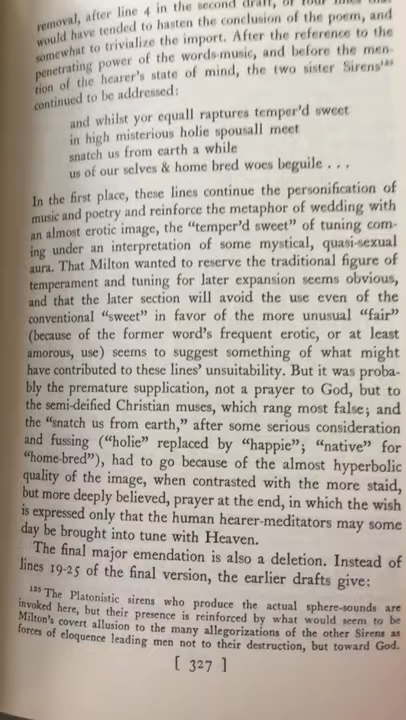 removal, after line 4 in the second draft, of four lines that
would have tended to hasten the conclusion of the poem, and
somewhat to trivialize the import. After the reference to the
penetrating power of the words-music, and before the men-
tion of the hearer's state of mind, the two sister Sirens¹²⁵
continued to be addressed:
and whilst yor equall raptures temper'd sweet
in high misterious holie spousall meet
snatch us from earth a while
us of our selves & home bred woes beguile . . .
In the first place, these lines continue the personification of
music and poetry and reinforce the metaphor of wedding with
an almost erotic image, the “temper'd sweet” of tuning com-
ing under an interpretation of some mystical, quasi-sexual
aura. That Milton wanted to reserve the traditional figure of
temperament and tuning for later expansion seems obvious,
and that the later section will avoid the use even of the
conventional “sweet” in favor of the more unusual “fair”
(because of the former word's frequent erotic, or at least
amorous, use) seems to suggest something of what might
have contributed to these lines' unsuitability. But it was proba-
bly the premature supplication, not a prayer to God, but to
the semi-deified Christian muses, which rang most false; and
the “snatch us from earth,” after some serious consideration
and fussing (“holie” replaced by “happie”; “native” for
“home-bred”), had to go because of the almost hyperbolic
quality of the image, when contrasted with the more staid,
but more deeply believed, prayer at the end, in which the wish
is expressed only that the human hearer-meditators may some
day be brought into tune with Heaven.
The final major emendation is also a deletion. Instead of
lines 19-25 of the final version, the earlier drafts give:
¹²⁵ The Platonistic sirens who produce the actual sphere-sounds are
invoked here, but their presence is reinforced by what would seem to be
Milton's covert allusion to the many allegorizations of the other Sirens as
forces of eloquence leading men not to their destruction, but toward God.
[ 327 ]